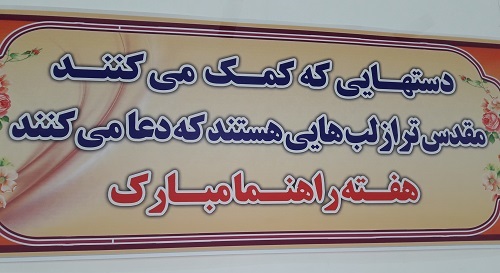 دستهایی که کمک می کنند
مقدس تر از لب هایی هستند که دعا می کنند
هفته راهنما مبارک